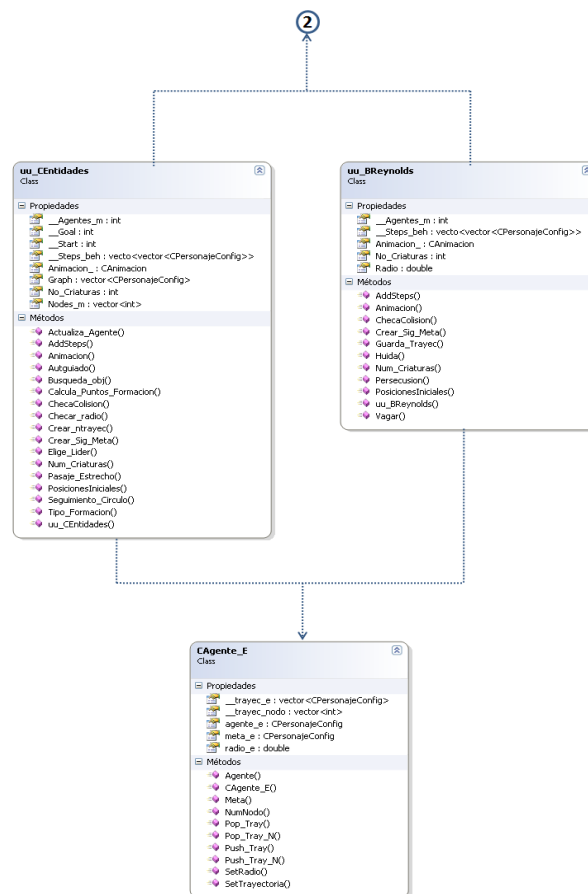 2
uu_CEntidades
Class
Propiedades
__Agentes_m : int
__Goal : int
__Start : int
__Steps_beh : vecto<vector<CPersonajeConfig>>
Animacion_ : CAnimacion
Graph : vector<CPersonajeConfig>
No_Criaturas : int
Nodes_m : vector<int>
Métodos
Actualiza_Agente()
AddSteps()
Animacion()
Autguiado()
Busqueda_obj()
Calcula_Puntos_Formacion()
ChecaColision()
Checar_radio()
Crear_ntrayec()
Crear_Sig_Meta()
Elige_Lider()
Num_Criaturas()
Pasaje_Estrecho()
PosicionesIniciales()
Seguimiento_Circulo()
Tipo_Formacion()
uu_CEntidades()
uu_BReynolds
Class
Propiedades
__Agentes_m : int
__Steps_beh : vecto<vector<CPersonajeConfig>>
Animacion_ : CAnimacion
No_Criaturas : int
Radio : double
Métodos
AddSteps()
Animacion()
ChecaColision()
Crear_Sig_Meta()
Guarda_Trayec()
Huida()
Num_Criaturas()
Persecusion()
PosicionesIniciales()
uu_BReynolds()
Vagar()
CAgente_E
Class
Propiedades
__trayec_e : vector<CPersonajeConfig>
__trayec_nodo : vector<int>
agente_e : CPersonajeConfig
meta_e : CPersonajeConfig
radio_e : double
Métodos
Agente()
CAgente_E()
Meta()
NumNodo()
Pop_Tray()
Pop_Tray_N()
Push_Tray()
Push_Tray_N()
SetRadio()
SetTrayectoria()